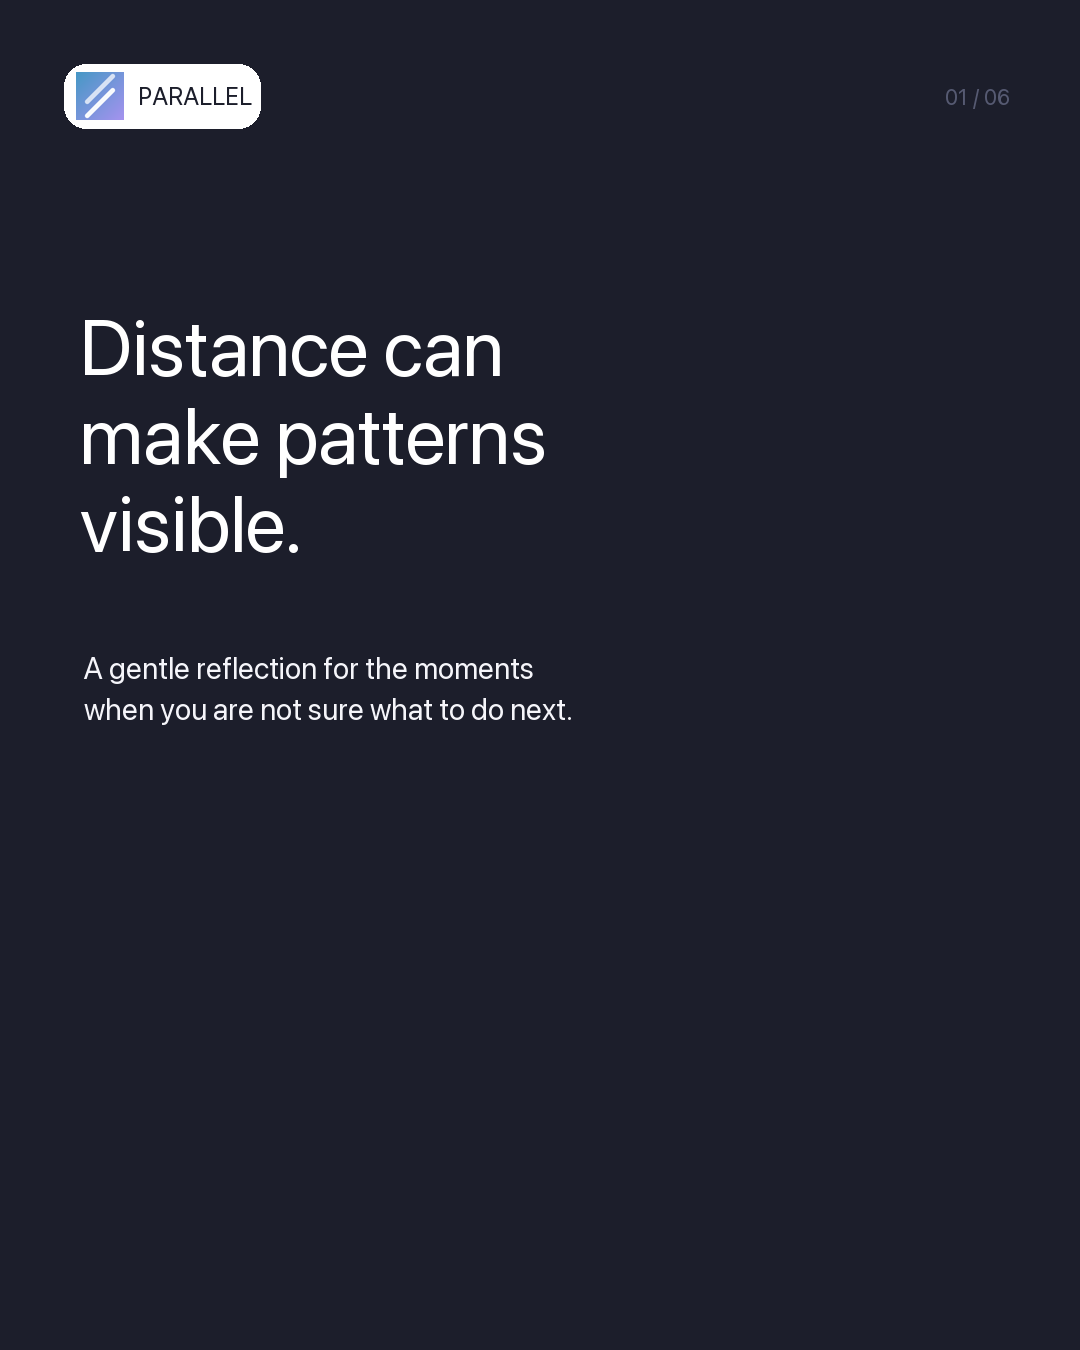 PARALLEL
01 / 06
Distance can
make patterns
visible.
A gentle reflection for the moments
when you are not sure what to do next.